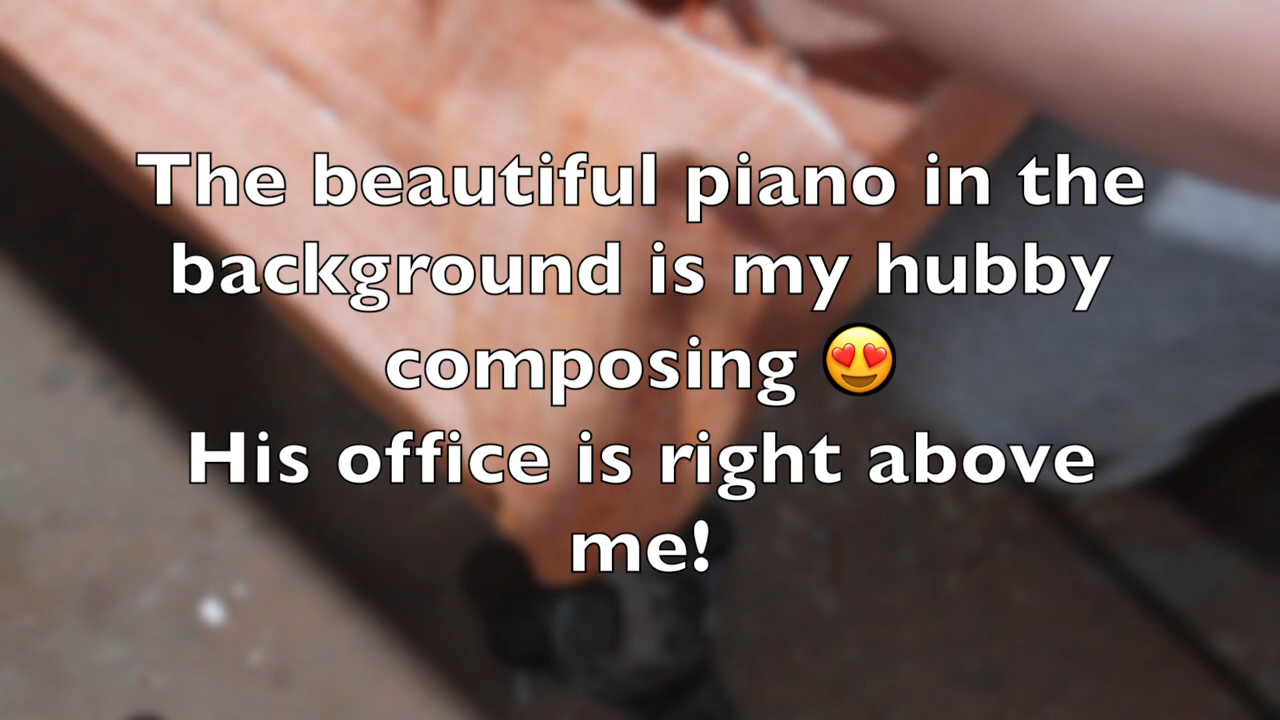 The beautiful piano in the
background is my hubby
composing 😍
His office is right above
me!